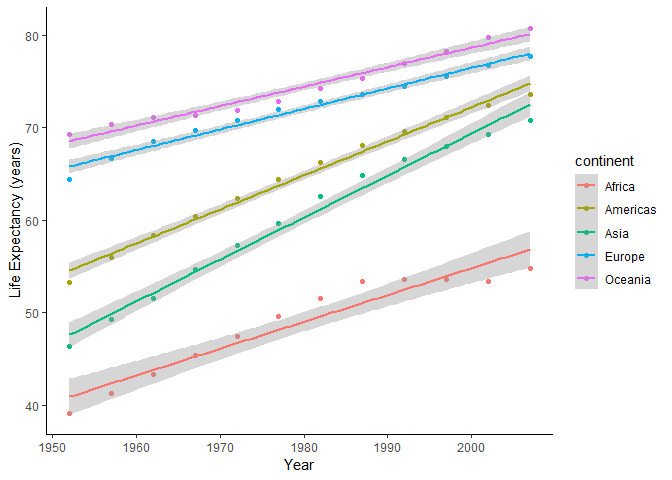 80
70
60
50
40
Life Expectancy (years)
1950
1960
1970
1980
1990
2000
Year
continent
Africa
Americas
Asia
Europe
Oceania